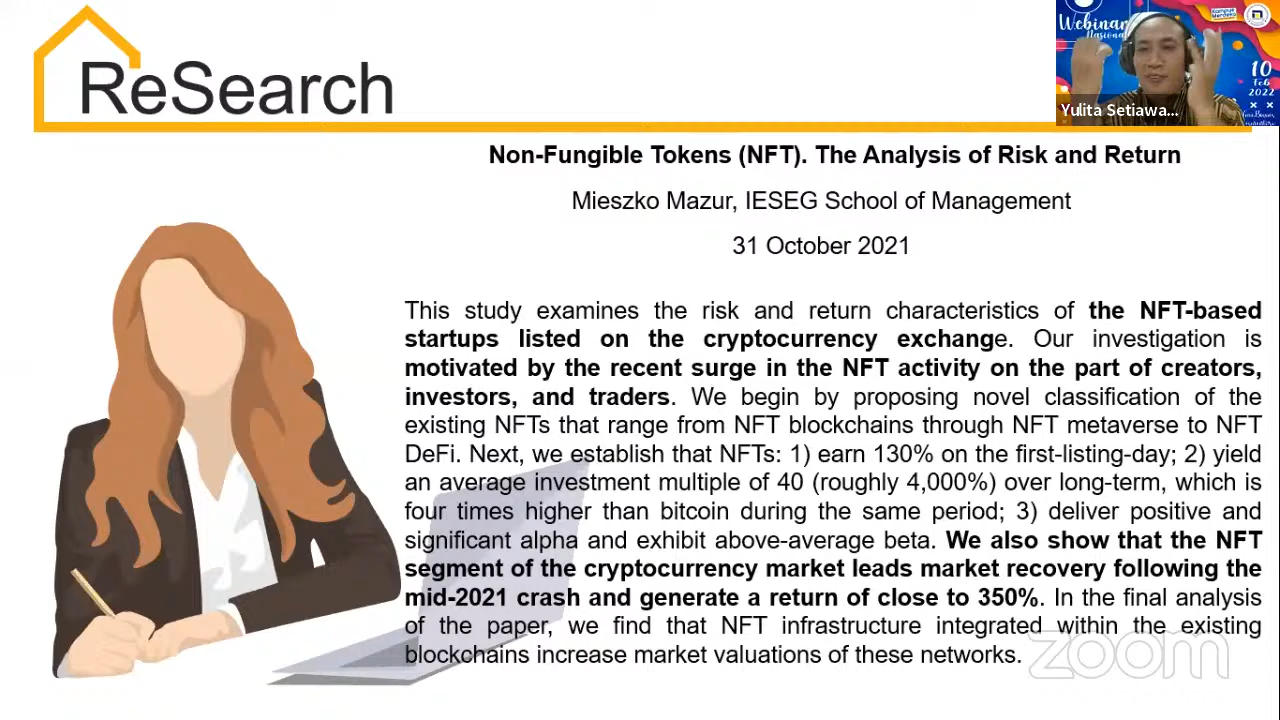 ReSearch
Webinar
Nasional
10
Feb
2022
Yulita Setiawa...
Non-Fungible Tokens (NFT). The Analysis of Risk and Return
Mieszko Mazur, IESEG School of Management
31 October 2021
This study examines the risk and return characteristics of the NFT-based
startups listed on the cryptocurrency exchange. Our investigation is
motivated by the recent surge in the NFT activity on the part of creators,
investors, and traders. We begin by proposing novel classification of the
existing NFTs that range from NFT blockchains through NFT metaverse to NFT
DeFi. Next, we establish that NFTs: 1) earn 130% on the first-listing-day; 2) yield
an average investment multiple of 40 (roughly 4,000%) over long-term, which is
four times higher than bitcoin during the same period; 3) deliver positive and
significant alpha and exhibit above-average beta. We also show that the NFT
segment of the cryptocurrency market leads market recovery following the
mid-2021 crash and generate a return of close to 350%. In the final analysis
of the paper, we find that NFT infrastructure integrated within the existing
blockchains increase market valuations of these networks.
zoom